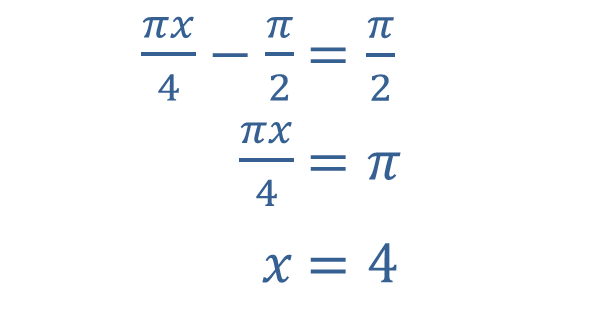 πx/4 − π/2 = π/2
πx/4 = π
x = 4